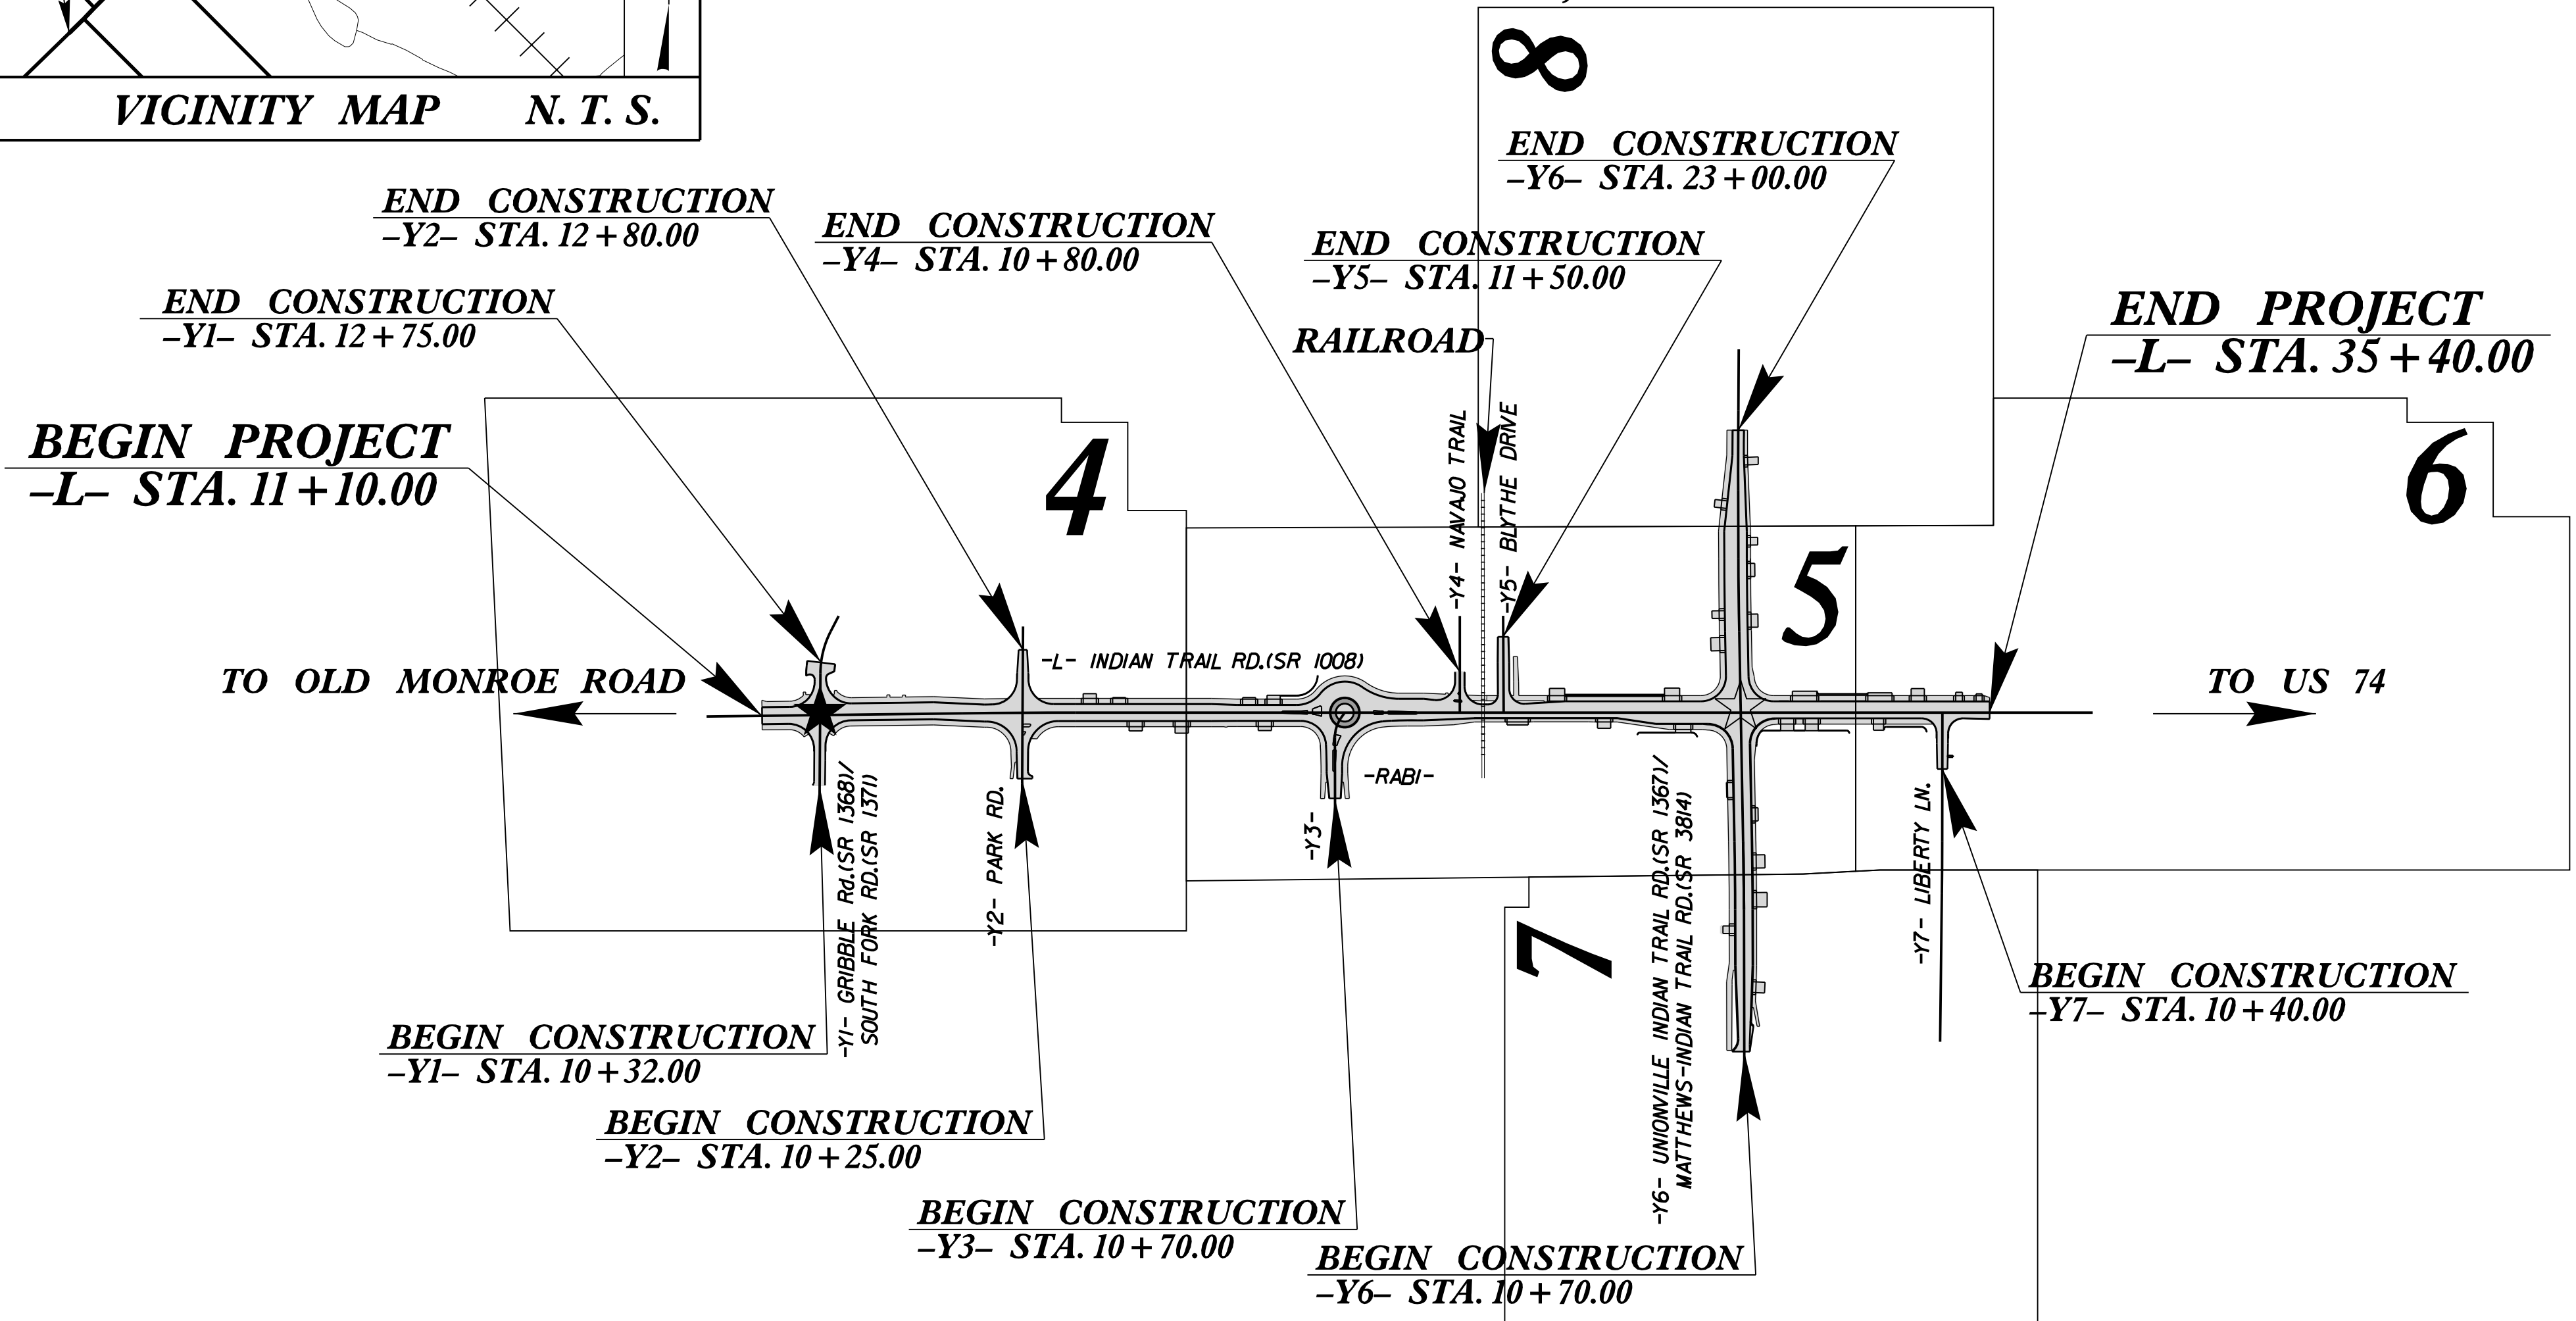 VICINITY MAP N. T. S.
8
END CONSTRUCTION
–Y6– STA. 23+00.00
END CONSTRUCTION
–Y2– STA. 12+80.00
END CONSTRUCTION
–Y4– STA. 10+80.00
END CONSTRUCTION
–Y5– STA. 11+50.00
END CONSTRUCTION
–Y1– STA. 12+75.00
RAILROAD
END PROJECT
–L– STA. 35+40.00
BEGIN PROJECT
–L– STA. 11+10.00
4
6
5
-Y4- NAVAJO TRAIL
-Y5- BLYTHE DRIVE
-L- INDIAN TRAIL RD.(SR 1008)
TO OLD MONROE ROAD
TO US 74
-RAB1-
-Y3-
-Y1- GRIBBLE Rd.(SR 1368)/
SOUTH FORK RD.(SR 1371)
-Y2- PARK RD.
-Y6- UNIONVILLE INDIAN TRAIL RD.(SR 1367)/
MATTHEWS-INDIAN TRAIL RD.(SR 3814)
-Y7- LIBERTY LN.
7
BEGIN CONSTRUCTION
–Y7– STA. 10+40.00
BEGIN CONSTRUCTION
–Y1– STA. 10+32.00
BEGIN CONSTRUCTION
–Y2– STA. 10+25.00
BEGIN CONSTRUCTION
–Y3– STA. 10+70.00
BEGIN CONSTRUCTION
–Y6– STA. 10+70.00